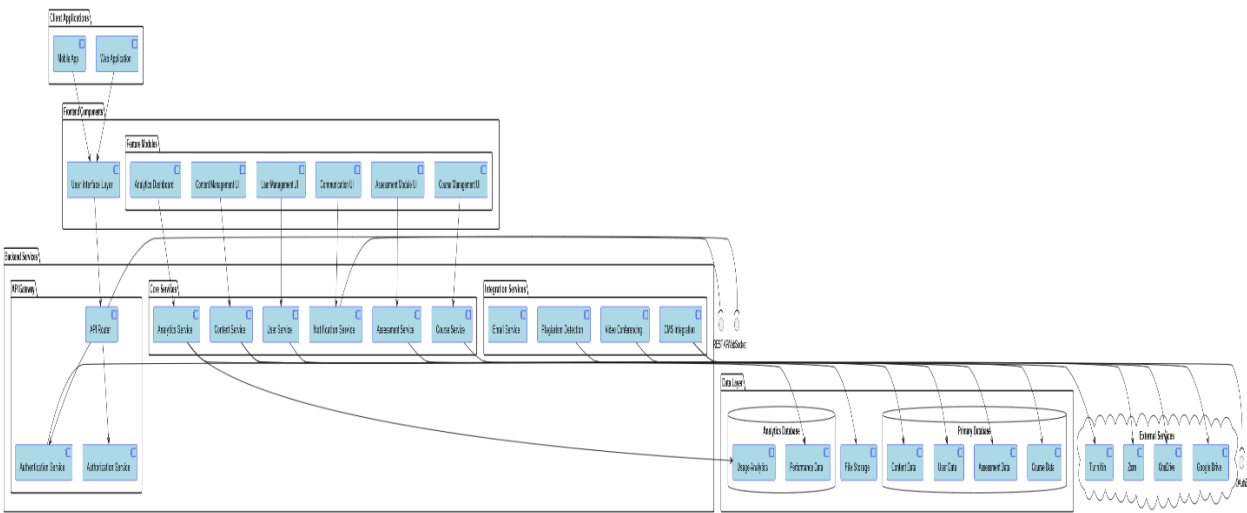 Client Applications
Mobile App
Web Application
Frontend Components
Feature Modules
User Interface Layer
Analytics Dashboard
Content Management UI
User Management UI
Communication UI
Assessment Module UI
Course Management UI
Backend Services
API Gateway
Core Services
Integration Services
API Router
Analytics Service
Content Service
User Service
Notification Service
Assessment Service
Course Service
Email Service
Plagiarism Detection
Video Conferencing
CMS Integration
REST API
WebSocket
Data Layer
Analytics Database
Primary Database
External Services
Authentication Service
Authorization Service
Usage Analytics
Performance Data
File Storage
Content Data
User Data
Assessment Data
Course Data
Turnitin
Zoom
OneDrive
Google Drive